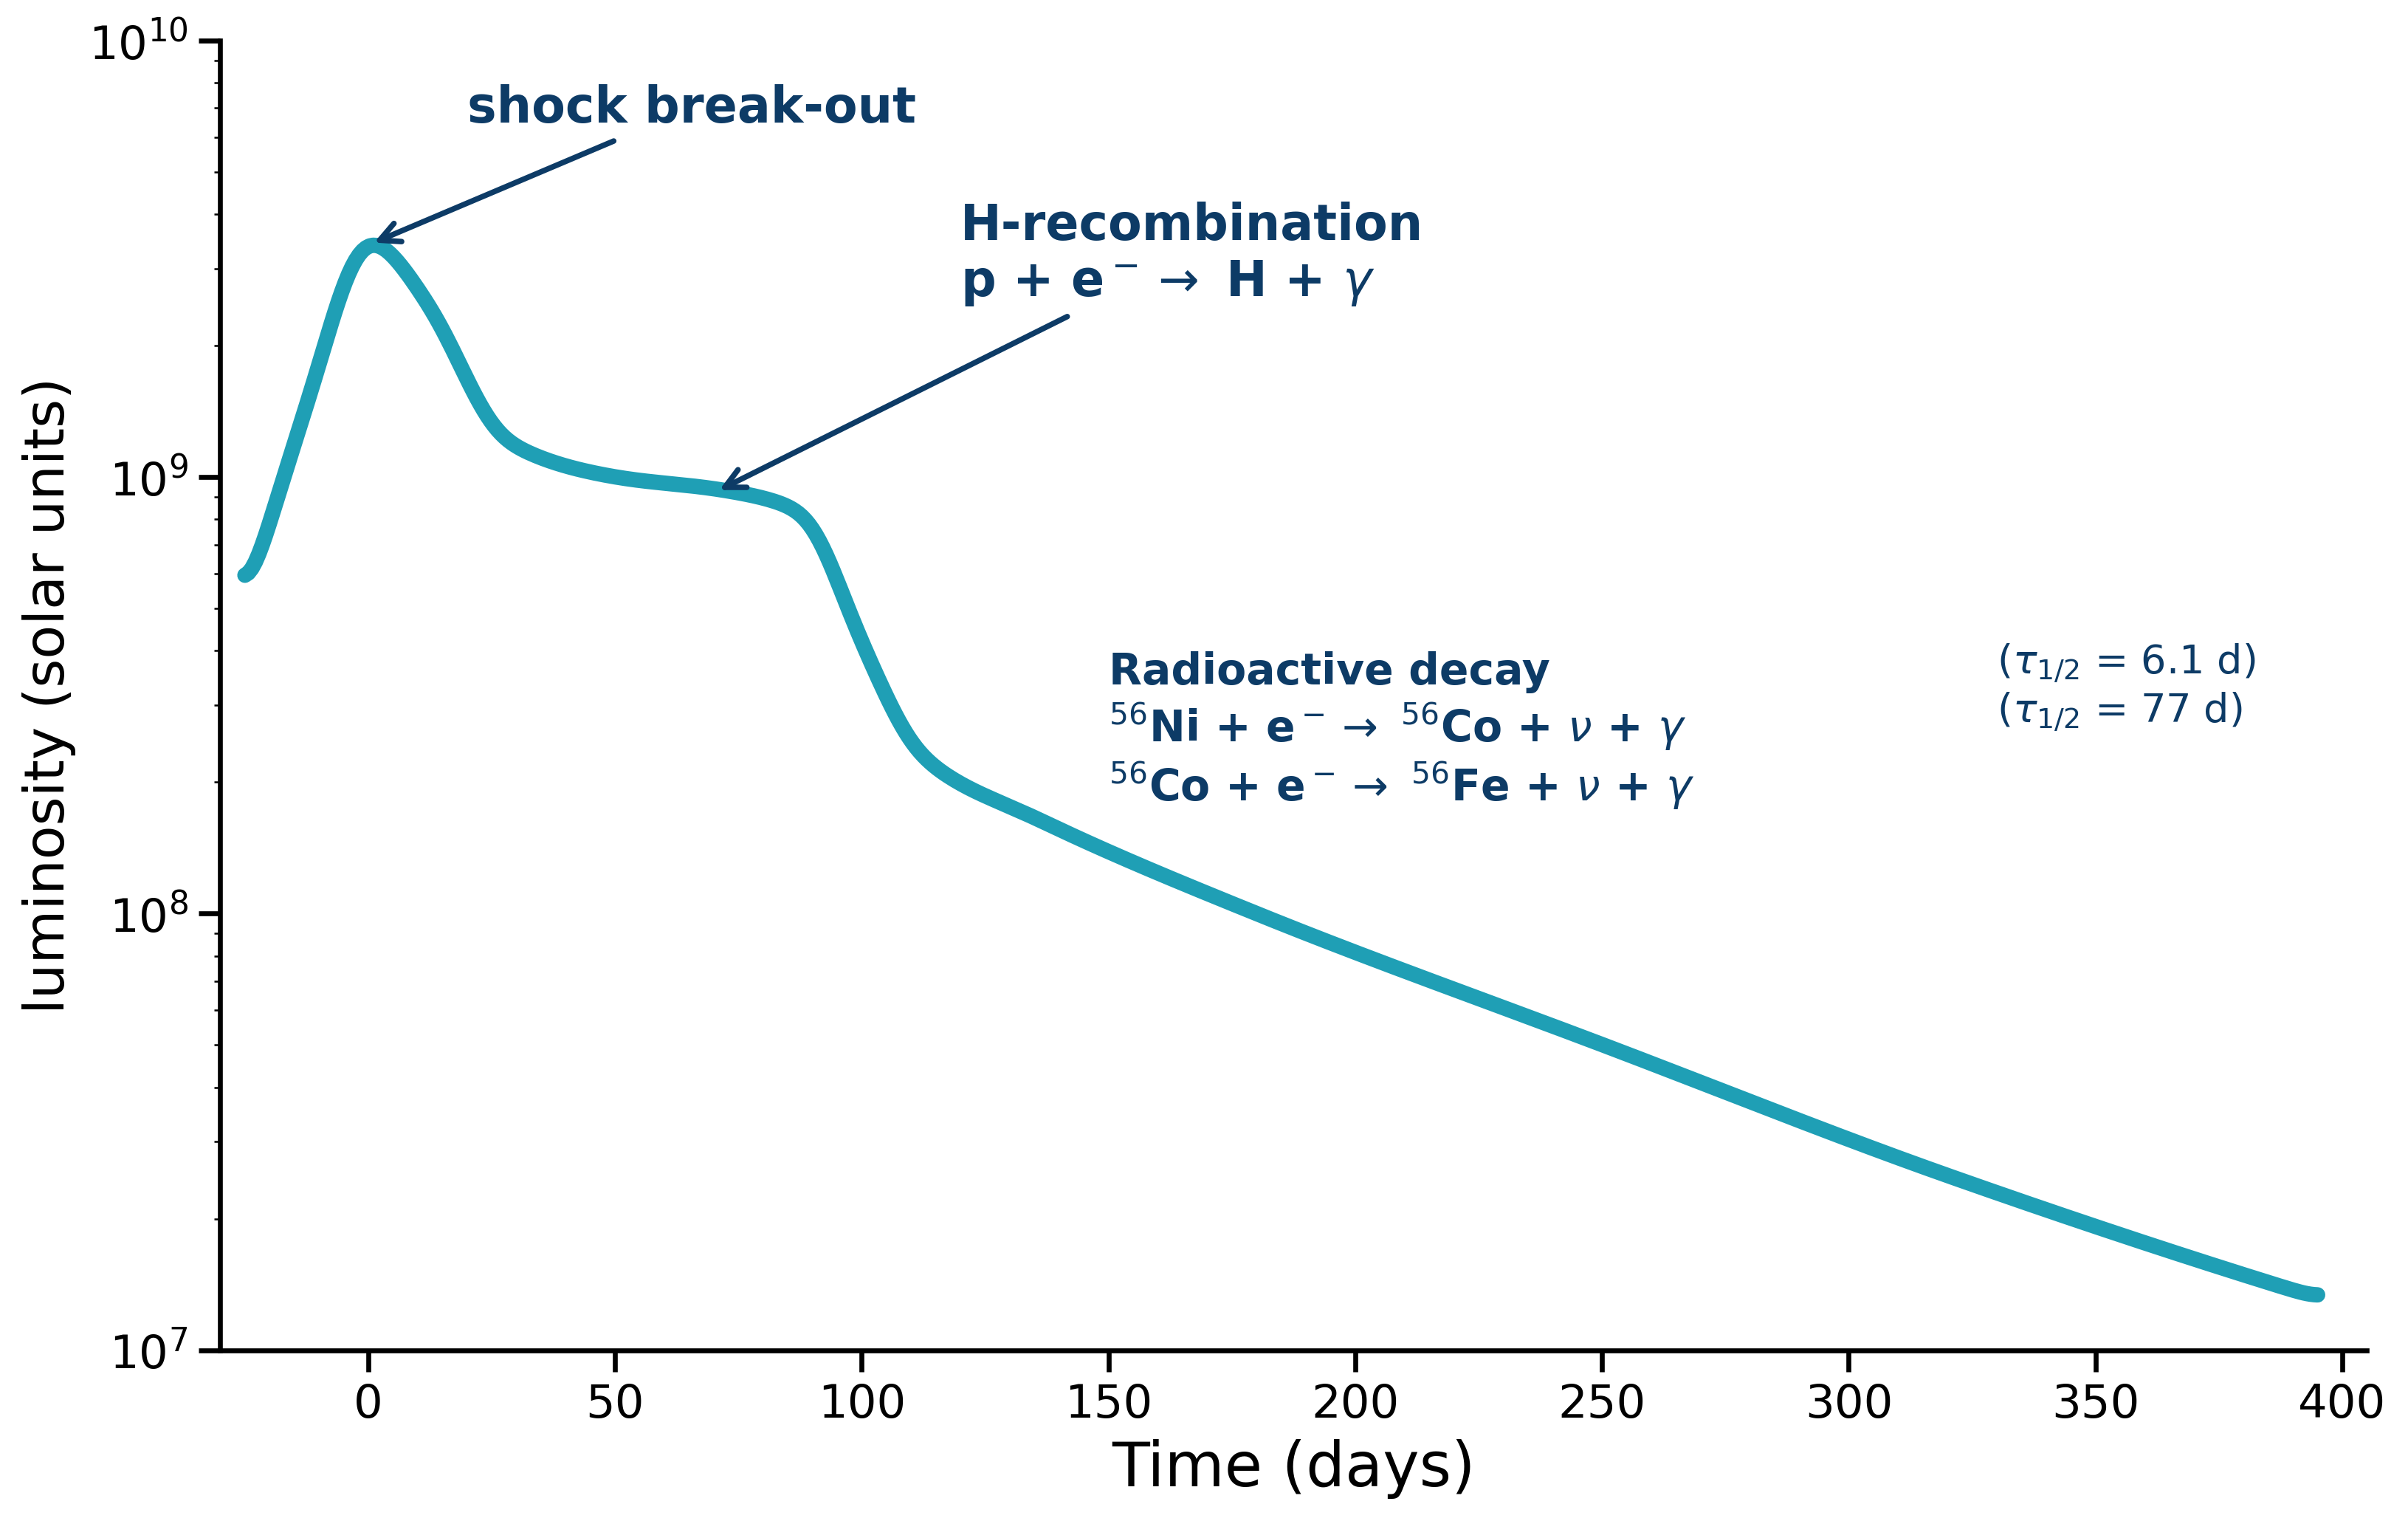 10¹⁰
shock break-out
H-recombination
p + e⁻ → H + γ
10⁹
luminosity (solar units)
Radioactive decay
⁵⁶Ni + e⁻ → ⁵⁶Co + ν + γ
⁵⁶Co + e⁻ → ⁵⁶Fe + ν + γ
(τ₁/₂ = 6.1 d)
(τ₁/₂ = 77 d)
10⁸
10⁷
0 50 100 150 200 250 300 350 400
Time (days)